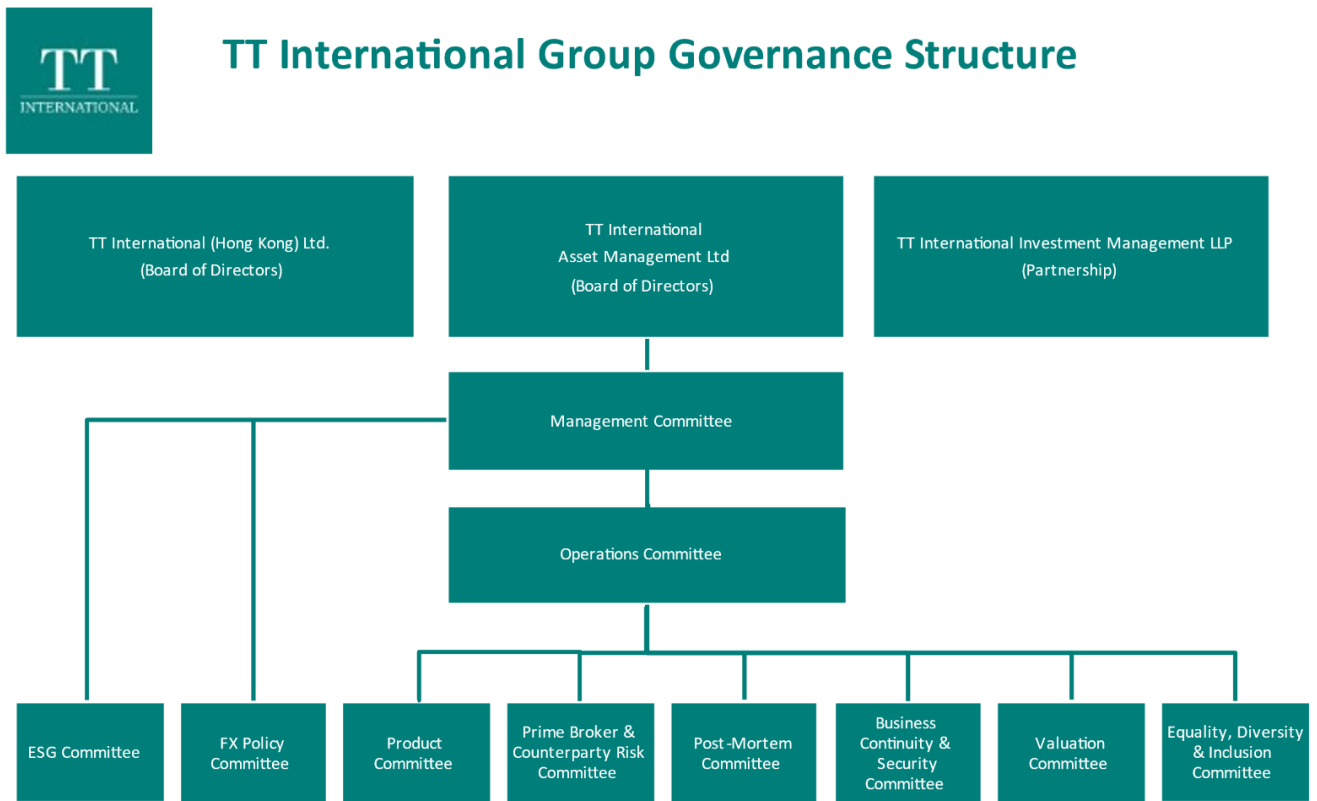 TT
INTERNATIONAL
TT International Group Governance Structure
TT International (Hong Kong) Ltd.
(Board of Directors)
TT International
Asset Management Ltd
(Board of Directors)
TT International Investment Management LLP
(Partnership)
Management Committee
Operations Committee
ESG Committee
FX Policy
Committee
Product
Committee
Prime Broker &
Counterparty Risk
Committee
Post-Mortem
Committee
Business
Continuity &
Security
Committee
Valuation
Committee
Equality, Diversity
& Inclusion
Committee